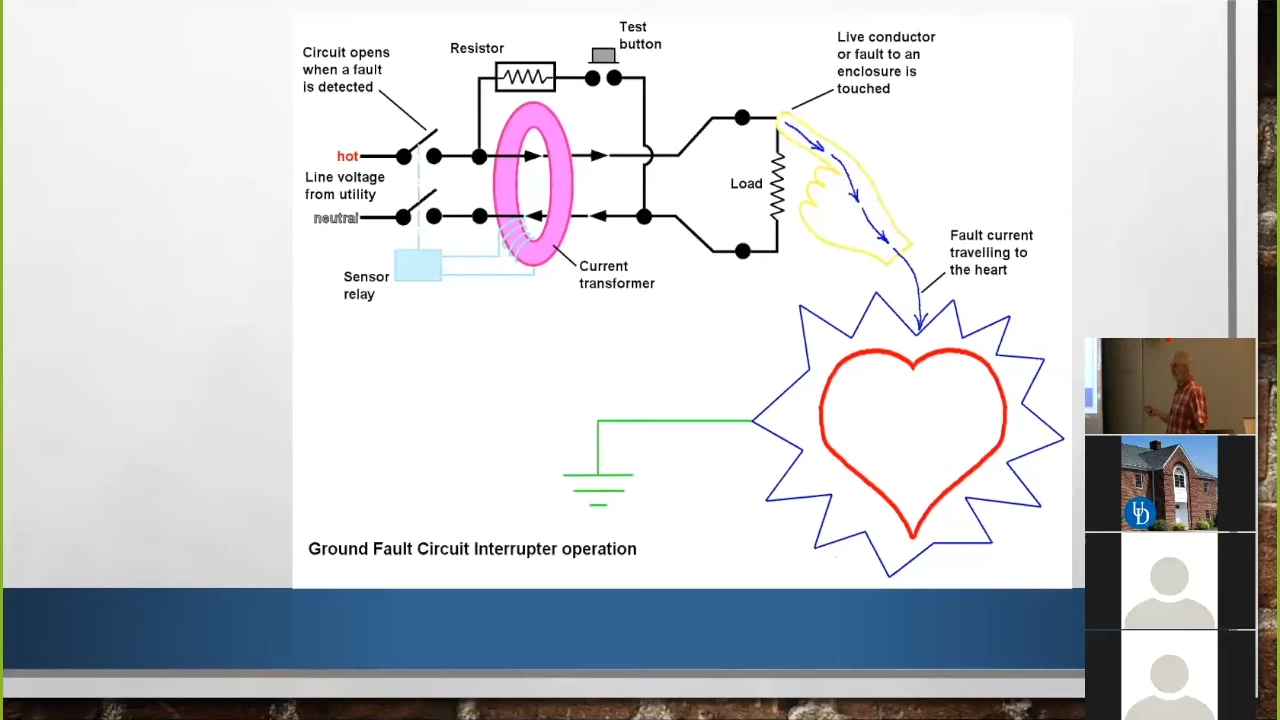 Circuit opens
when a fault
is detected
Resistor
Test
button
Live conductor
or fault to an
enclosure is
touched
hot
Line voltage
from utility
neutral
Load
Sensor
relay
Current
transformer
Fault current
travelling to
the heart
Ground Fault Circuit Interrupter operation
UD